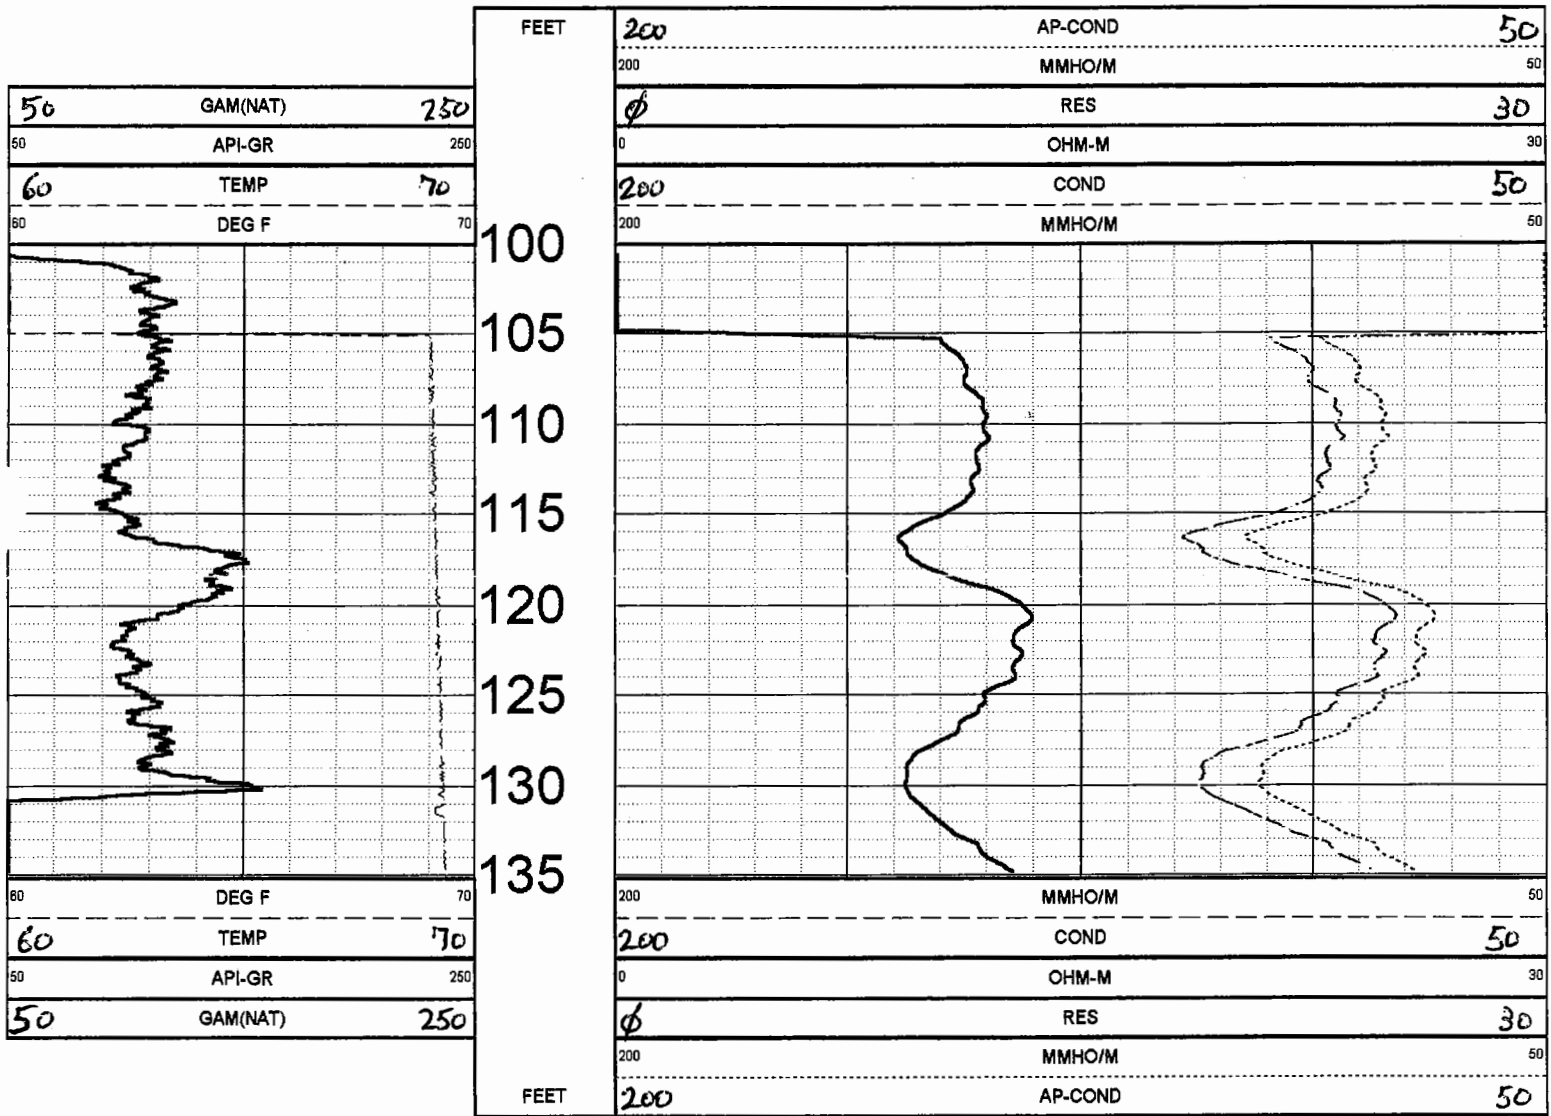 FEET 200 AP-COND 50
200 MMHO/M 50
50 GAM(NAT) 250 ϕ RES 30
50 API-GR 250 0 OHM-M 30
60 TEMP 70 200 COND 50
60 DEG F 70 200 MMHO/M 50
100
105
110
115
120
125
130
135
60 DEG F 70 200 MMHO/M 50
60 TEMP 70 200 COND 50
50 API-GR 250 0 OHM-M 30
50 GAM(NAT) 250 ϕ RES 30
200 MMHO/M 50
FEET 200 AP-COND 50